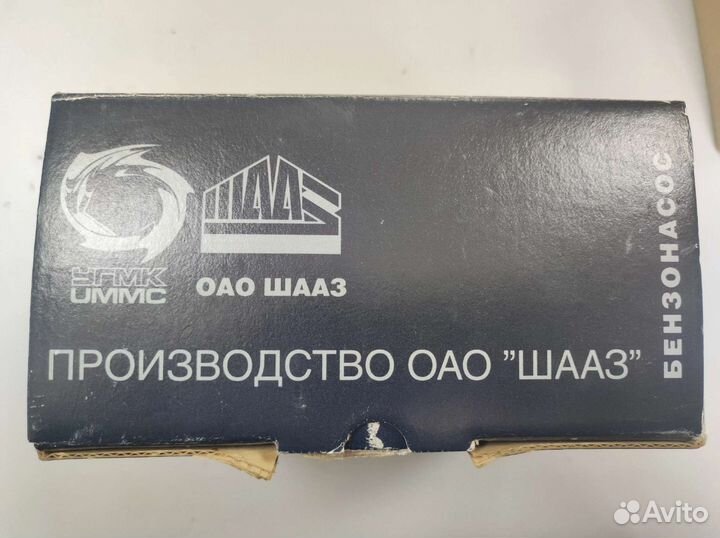 ШААЗ
УГМК
UMMC
ОАО ШААЗ
ПРОИЗВОДСТВО ОАО "ШААЗ"
БЕНЗОНАСОС
Avito